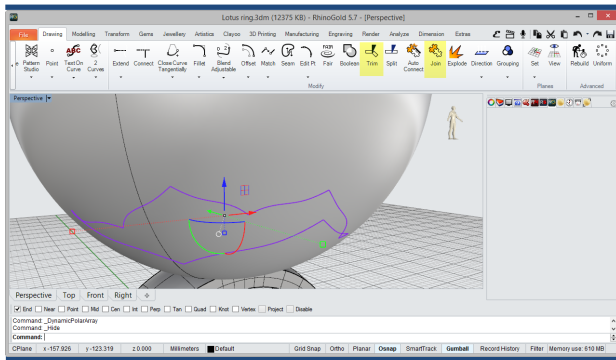 Lotus ring.3dm (12375 KB) - RhinoGold 5.7 - [Perspective]
File Drawing Modelling Transform Gems Jewellery Artistics Clayoo 3D Printing Manufacturing Engraving Render Analyze Dimension Extras
e Pattern Studio Point Text On Curve 2 Curves Extend Connect Close Curve Tangentially Fillet Blend Adjustable Offset Match Seam Edit Pt Fair Boolean Trim Split Auto Connect Join Explode Direction Grouping Set View Rebuild Uniform
Modify Planes Advanced
Perspective
Perspective Top Front Right
End Near Point Mid Cen Int Perp Tan Quad Knot Vertex Project Disable
Command: _DynamicPolarArray
Command: _Hide
Command:
CPlane x -157.926 y -123.319 z 0.000 Millimeters Default Grid Snap Ortho Planar Osnap SmartTrack Gumball Record History Filter Memory use: 610 MB